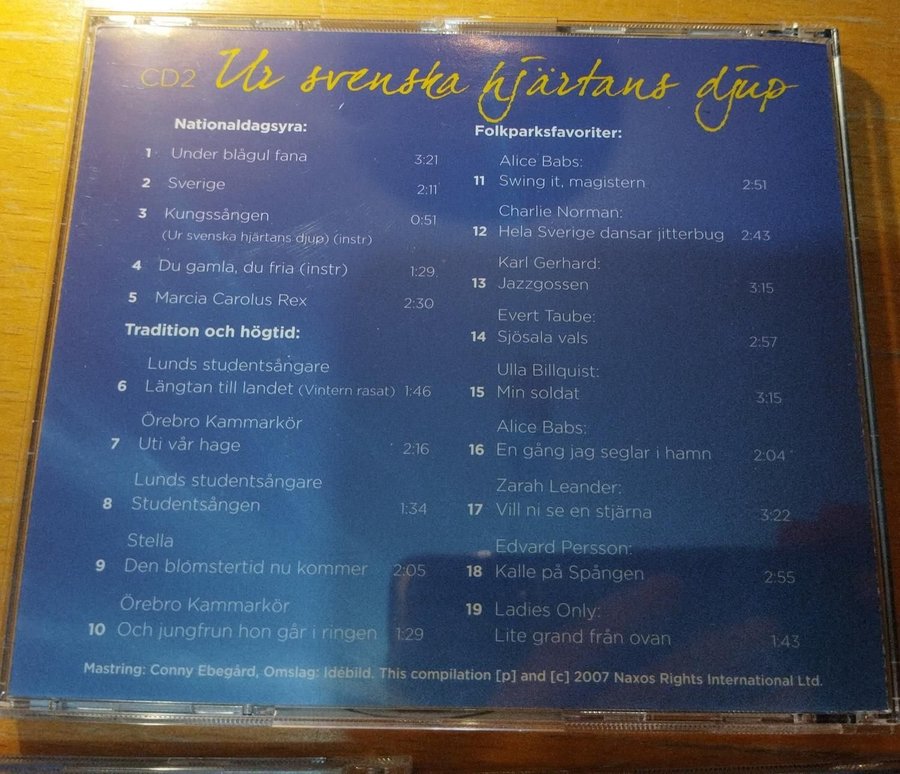 CD2 Ur svenska hjärtans djup
Nationaldagsyra:
1 Under blågul fana 3:21
2 Sverige 2:11
3 Kungssången 0:51
(Ur svenska hjärtans djup) (instr)
4 Du gamla, du fria (instr) 1:29
5 Marcia Carolus Rex 2:30
Tradition och högtid:
Lunds studentsångare
6 Längtan till landet (Vintern rasat) 1:46
Örebro Kammarkör
7 Uti vår hage 2:16
Lunds studentsångare
8 Studentsången 1:34
Stella
9 Den blomstertid nu kommer 2:05
Örebro Kammarkör
10 Och jungfrun hon går i ringen 1:29
Folkparksfavoriter:
Alice Babs:
11 Swing it, magistern 2:51
Charlie Norman:
12 Hela Sverige dansar jitterbug 2:43
Karl Gerhard:
13 Jazzgossen 3:15
Evert Taube:
14 Sjösala vals 2:57
Ulla Billquist:
15 Min soldat 3:15
Alice Babs:
16 En gång jag seglar i hamn 2:04
Zarah Leander:
17 Vill ni se en stjärna 3:22
Edvard Persson:
18 Kalle på Spången 2:55
19 Ladies Only:
Lite grand från ovan 1:43
Mastring: Conny Ebegård, Omslag: Idébild. This compilation [p] and [c] 2007 Naxos Rights International Ltd.